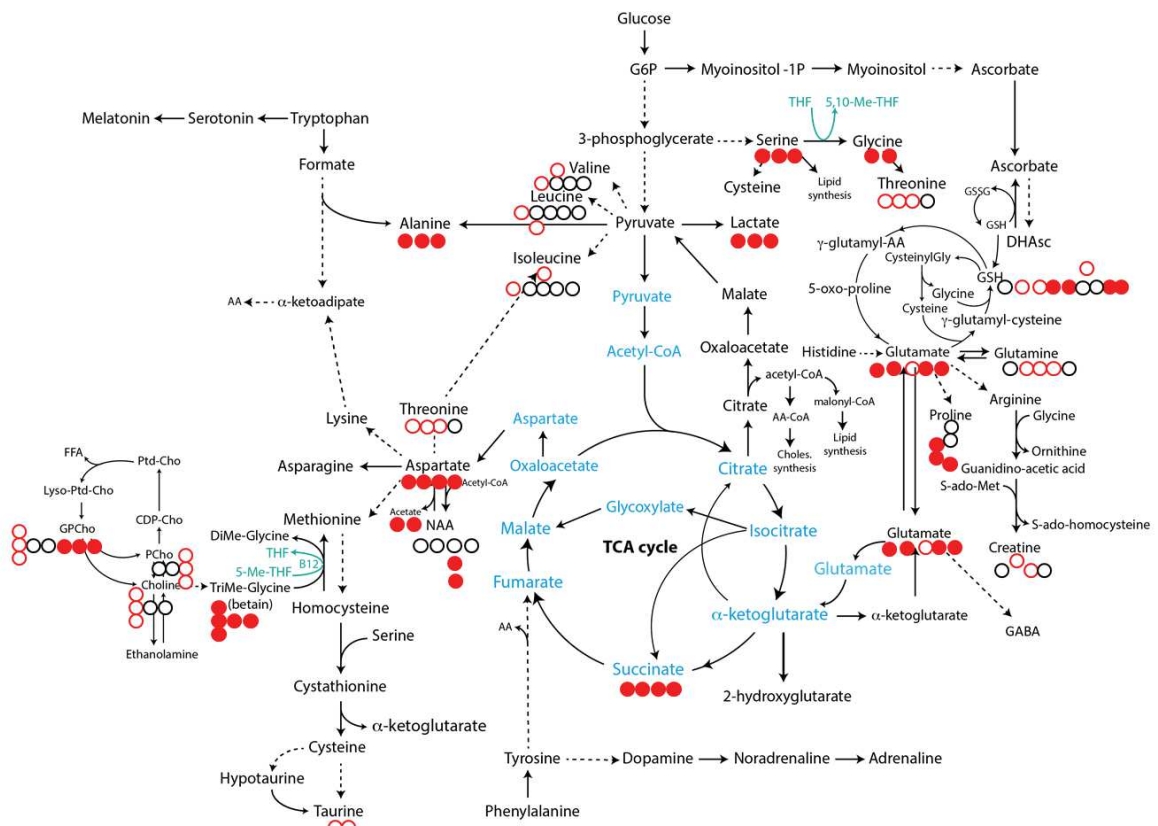 Glucose
G6P
Myoinositol -1P
Myoinositol
Ascorbate
THF
5,10-Me-THF
Melatonin
Serotonin
Tryptophan
3-phosphoglycerate
Serine
Glycine
Formate
Valine
Ascorbate
Leucine
Cysteine
Lipid
synthesis
Threonine
GSSG
Alanine
Pyruvate
Lactate
GSH
DHAsc
γ-glutamyl-AA
Isoleucine
CysteinylGly
GSH
5-oxo-proline
Glycine
Cysteine
AA
α-ketoadipate
Pyruvate
Malate
γ-glutamyl-cysteine
Acetyl-CoA
Oxaloacetate
Histidine
Glutamate
Glutamine
acetyl-CoA
Citrate
malonyl-CoA
Arginine
Lysine
Threonine
Aspartate
AA-CoA
Proline
Glycine
Lipid
synthesis
Ornithine
FFA
Ptd-Cho
Asparagine
Aspartate
Acetyl-CoA
Oxaloacetate
Citrate
Choles.
synthesis
Guanidino-acetic acid
Lyso-Ptd-Cho
S-ado-Met
Acetate
GPCho
CDP-Cho
Methionine
NAA
Malate
Glycoxylate
Isocitrate
Glutamate
S-ado-homocysteine
DiMe-Glycine
PCho
THF
B12
TCA cycle
Creatine
5-Me-THF
Choline
TriMe-Glycine
(betain)
Fumarate
Glutamate
Homocysteine
α-ketoglutarate
α-ketoglutarate
AA
GABA
Serine
Ethanolamine
Succinate
Cystathionine
2-hydroxyglutarate
α-ketoglutarate
Cysteine
Tyrosine
Dopamine
Noradrenaline
Adrenaline
Hypotaurine
Taurine
Phenylalanine